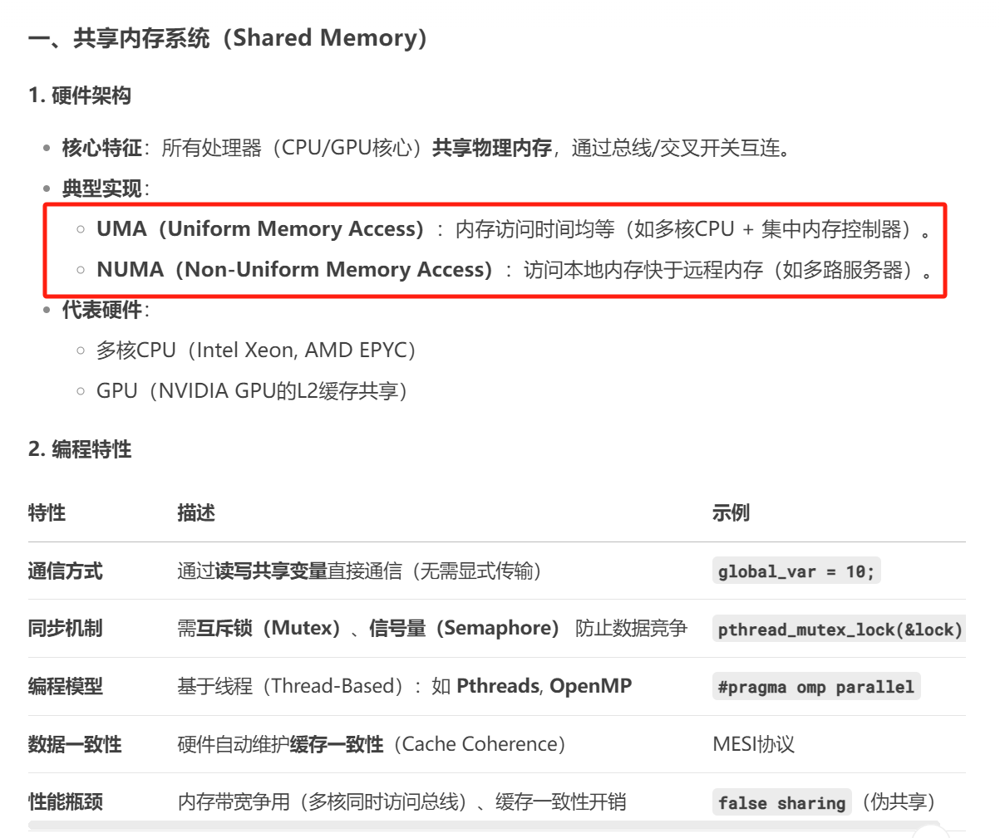 一、共享内存系统（Shared Memory）
1. 硬件架构
核心特征：所有处理器（CPU/GPU核心）共享物理内存，通过总线/交叉开关互连。
典型实现：
UMA（Uniform Memory Access）：内存访问时间均等（如多核CPU + 集中内存控制器）。
NUMA（Non-Uniform Memory Access）：访问本地内存快于远程内存（如多路服务器）。
代表硬件：
多核CPU（Intel Xeon, AMD EPYC）
GPU（NVIDIA GPU的L2缓存共享）
2. 编程特性
特性 描述 示例
通信方式 通过读写共享变量直接通信（无需显式传输） global_var = 10;
同步机制 需互斥锁（Mutex）、信号量（Semaphore） 防止数据竞争 pthread_mutex_lock(&lock)
编程模型 基于线程（Thread-Based）：如 Pthreads, OpenMP #pragma omp parallel
数据一致性 硬件自动维护缓存一致性（Cache Coherence） MESI协议
性能瓶颈 内存带宽争用（多核同时访问总线）、缓存一致性开销 false sharing（伪共享）